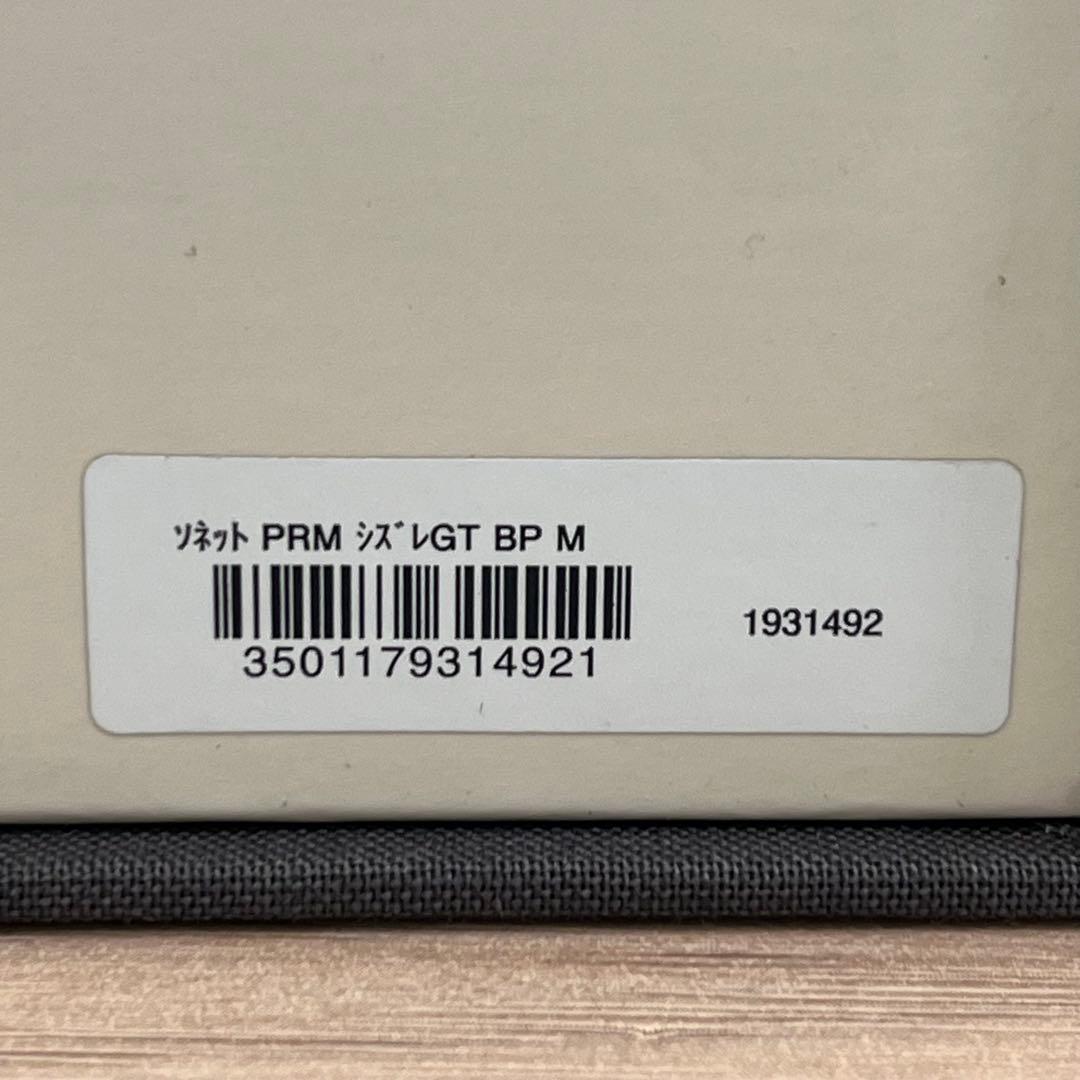 ｿﾈｯﾄ PRM ｼｽﾞﾚGT BP M
1931492
3501179314921